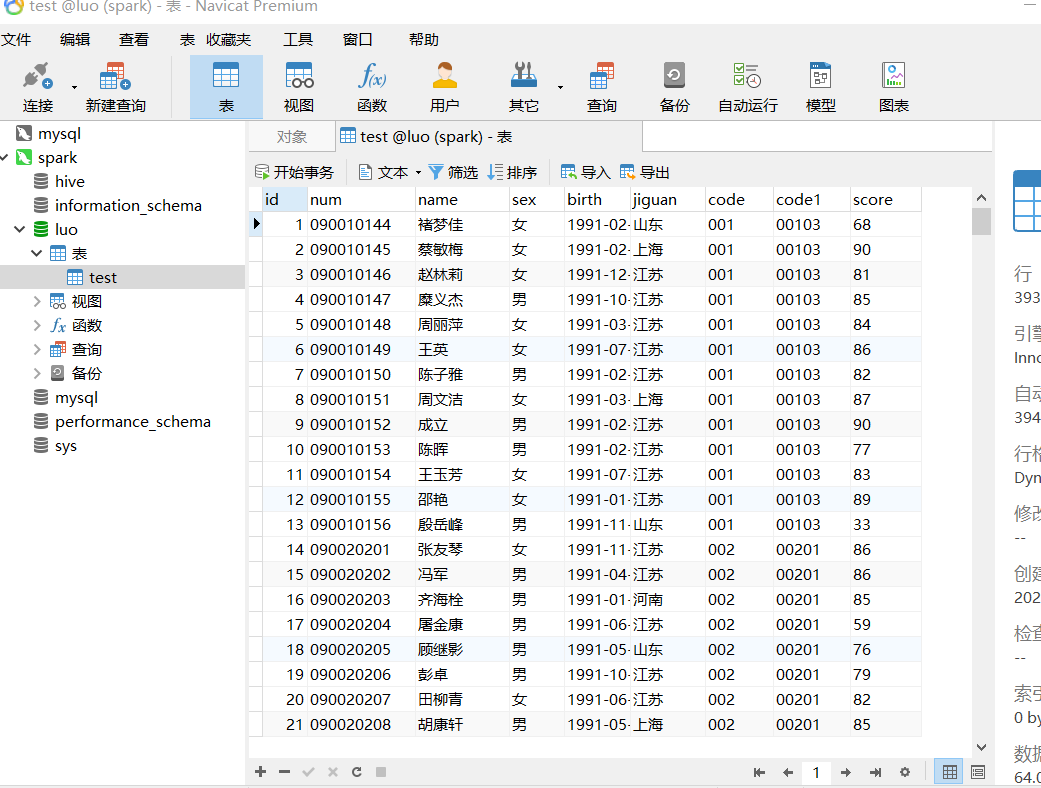 test @luo (spark) - 表 - Navicat Premium
文件 编辑 查看 表 收藏夹 工具 窗口 帮助
连接 新建查询 表 视图 函数 用户 其它 查询 备份 自动运行 模型 图表
mysql
spark
hive
information_schema
luo
表
test
视图
函数
查询
备份
mysql
performance_schema
sys
对象 test @luo (spark) - 表
开始事务 文本 筛选 排序 导入 导出
id num name sex birth jiguan code code1 score
1 090010144 褚梦佳 女 1991-02- 山东 001 00103 68
2 090010145 蔡敏梅 女 1991-02- 上海 001 00103 90
3 090010146 赵林莉 女 1991-12- 江苏 001 00103 81
4 090010147 糜义杰 男 1991-10- 江苏 001 00103 85
5 090010148 周丽萍 女 1991-03- 江苏 001 00103 84
6 090010149 王英 女 1991-07- 江苏 001 00103 86
7 090010150 陈子雅 男 1991-02- 江苏 001 00103 82
8 090010151 周文洁 女 1991-03- 上海 001 00103 87
9 090010152 成立 男 1991-02- 江苏 001 00103 90
10 090010153 陈晖 男 1991-02- 江苏 001 00103 77
11 090010154 王玉芳 女 1991-07- 江苏 001 00103 83
12 090010155 邵艳 女 1991-01- 江苏 001 00103 89
13 090010156 殷岳峰 男 1991-11- 山东 001 00103 33
14 090020201 张友琴 女 1991-11- 江苏 002 00201 86
15 090020202 冯军 男 1991-04- 江苏 002 00201 86
16 090020203 齐海栓 男 1991-01- 河南 002 00201 85
17 090020204 屠金康 男 1991-06- 江苏 002 00201 59
18 090020205 顾继影 男 1991-05- 山东 002 00201 76
19 090020206 彭卓 男 1991-10- 江苏 002 00201 79
20 090020207 田柳青 女 1991-06- 江苏 002 00201 82
21 090020208 胡康轩 男 1991-05- 上海 002 00201 85
1
行
393
引擎
Inno
自动
394
行格
Dyn
修改
--
创建
202
检查
--
索引
0 by
数据
64.0